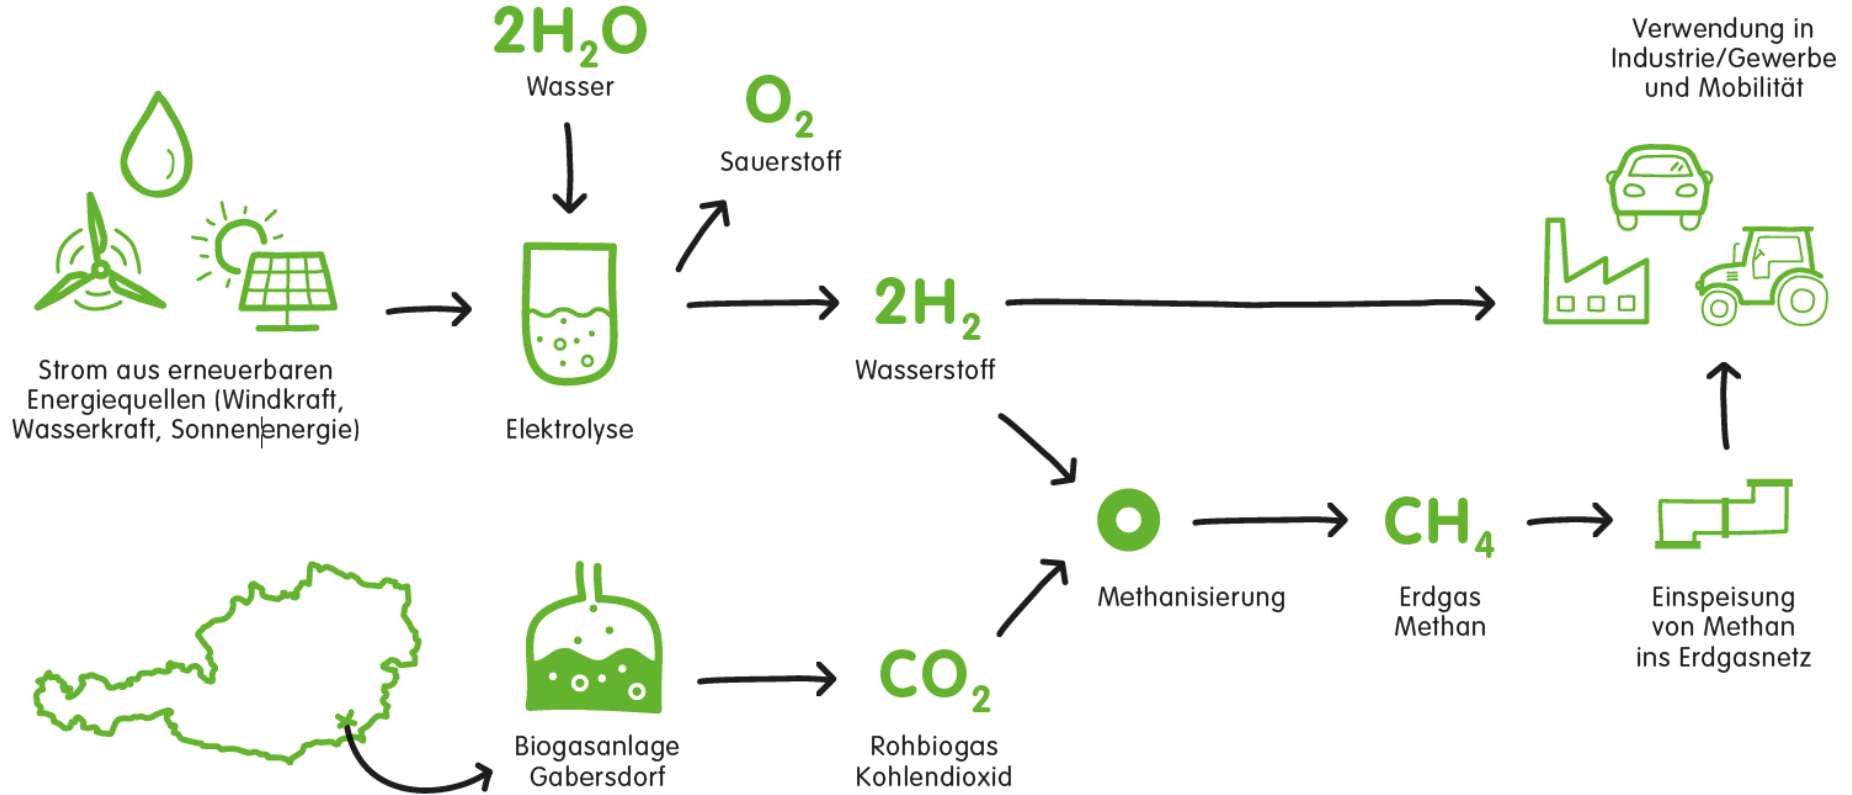 2H₂O
Wasser
O₂
Sauerstoff
Verwendung in
Industrie/Gewerbe
und Mobilität
Strom aus erneuerbaren
Energiequellen (Windkraft,
Wasserkraft, Sonnenenergie)
Elektrolyse
2H₂
Wasserstoff
Methanisierung
CH₄
Erdgas
Methan
Einspeisung
von Methan
ins Erdgasnetz
Biogasanlage
Gabersdorf
CO₂
Rohbiogas
Kohlendioxid